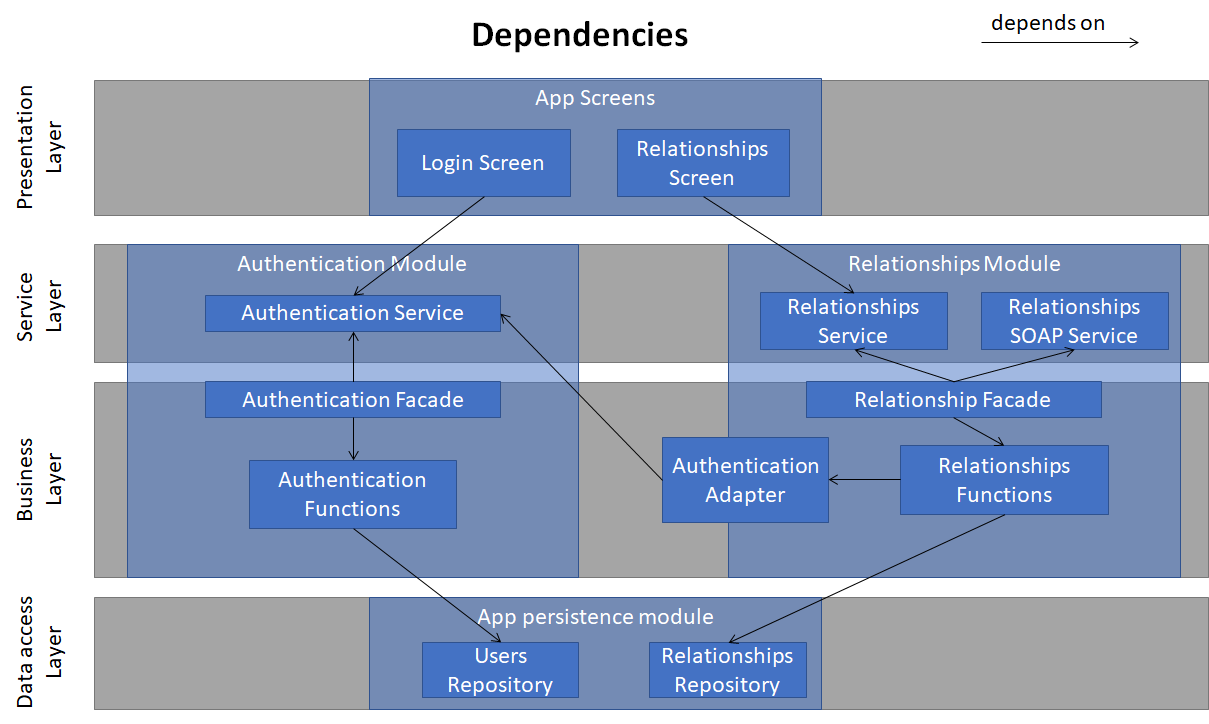 Dependencies
depends on
Presentation
Layer
App Screens
Login Screen
Relationships
Screen
Service
Layer
Authentication Module
Authentication Service
Relationships Module
Relationships
Service
Relationships
SOAP Service
Business
Layer
Authentication Facade
Authentication
Functions
Relationship Facade
Authentication
Adapter
Relationships
Functions
Data access
Layer
App persistence module
Users
Repository
Relationships
Repository